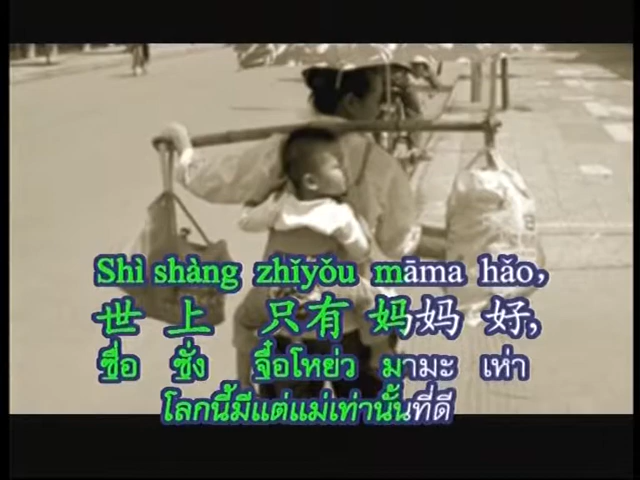 Shì shàng zhǐyǒu māma hǎo,
世 上 只有 妈妈 好,
ซื่อ ซั่ง จื๋อโหย่ว มามะ เห่า
โลกนี้มีแต่แม่เท่านั้นที่ดี